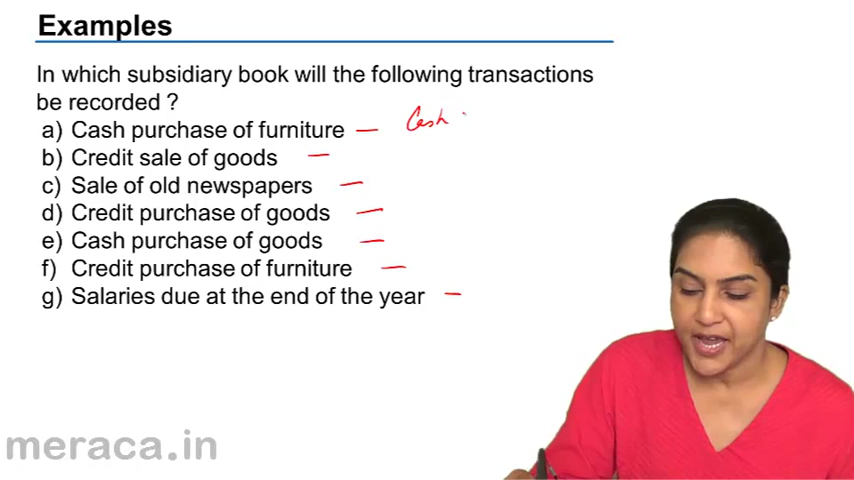 Examples
In which subsidiary book will the following transactions
be recorded ?
a) Cash purchase of furniture — Cash
b) Credit sale of goods —
c) Sale of old newspapers —
d) Credit purchase of goods —
e) Cash purchase of goods —
f) Credit purchase of furniture —
g) Salaries due at the end of the year —
meraca.in